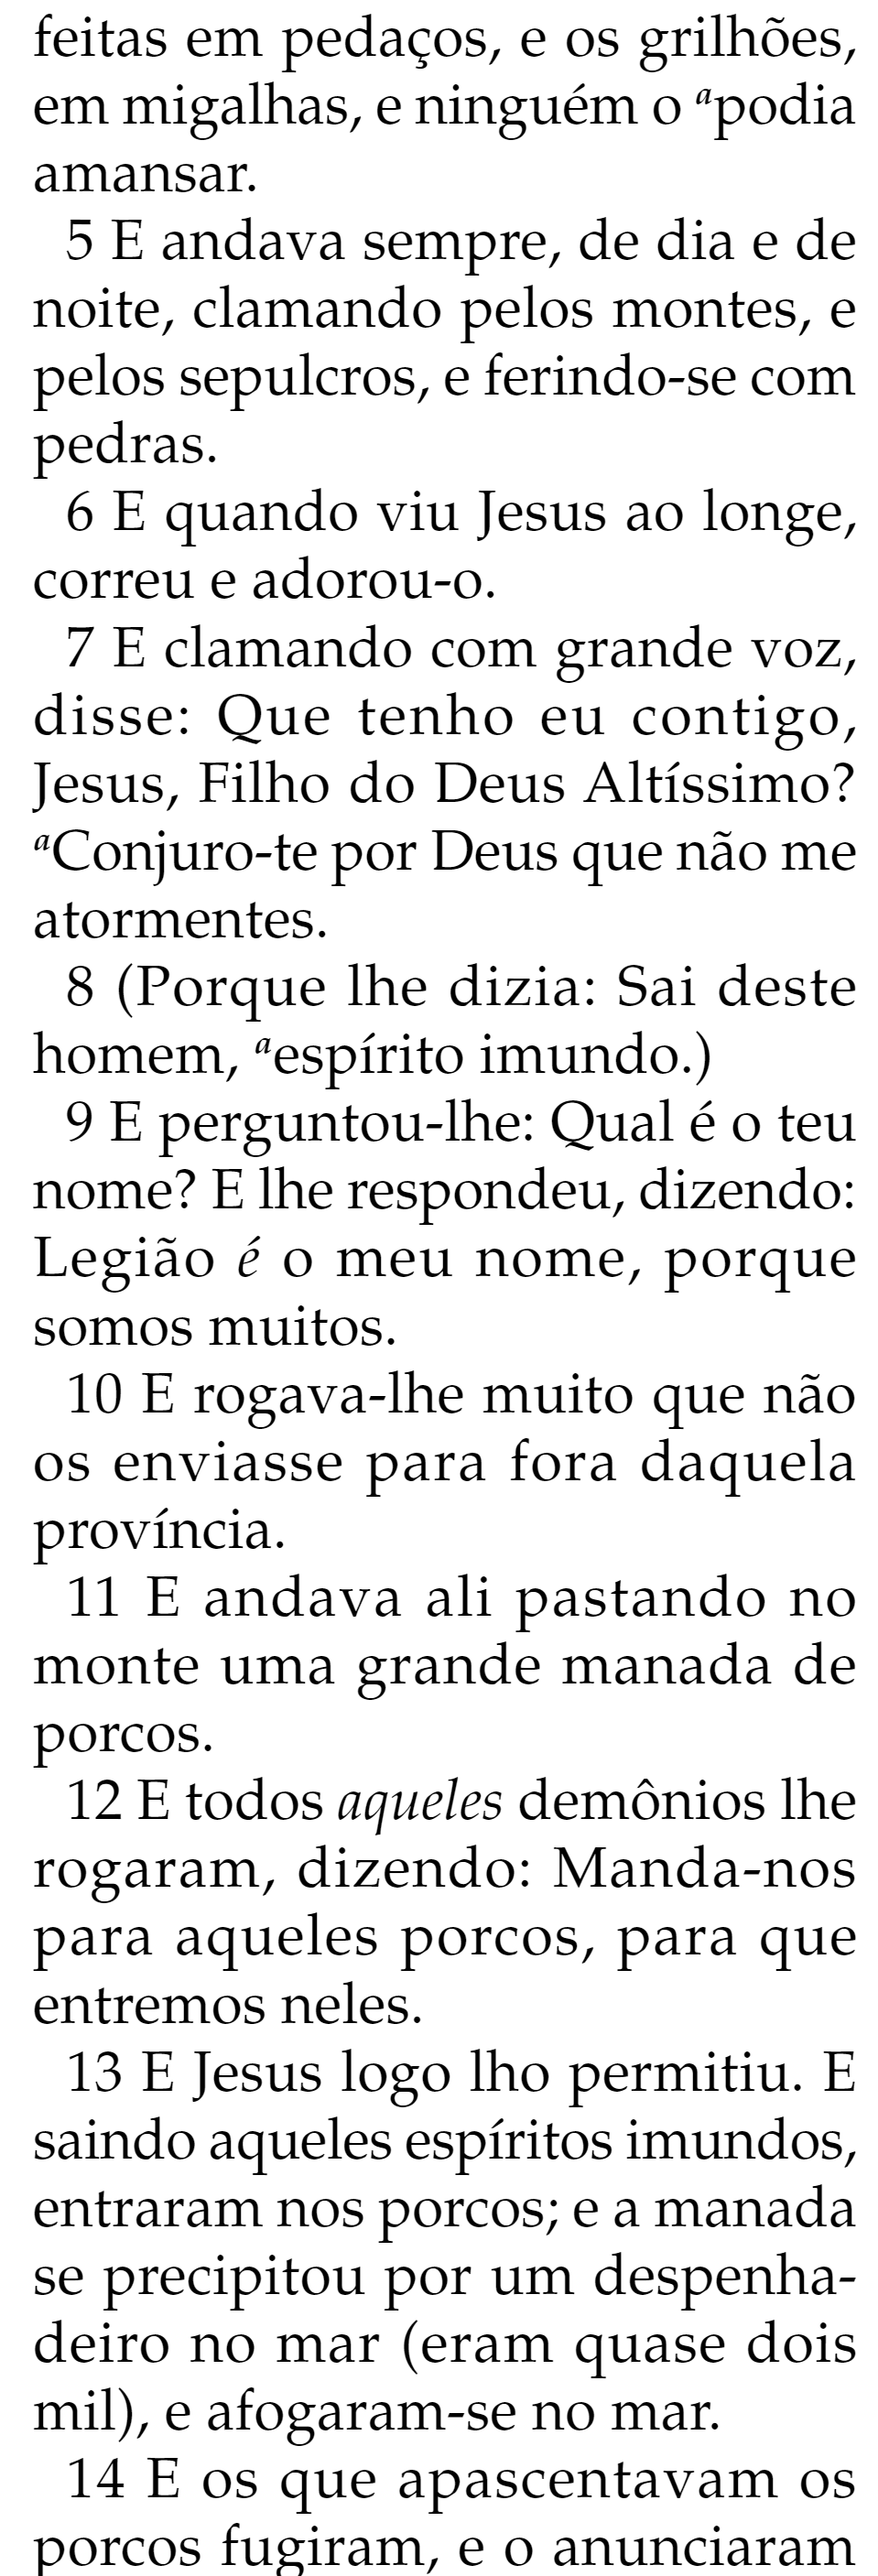 feitas em pedaços, e os grilhões,
em migalhas, e ninguém o ᵃpodia
amansar.
5 E andava sempre, de dia e de
noite, clamando pelos montes, e
pelos sepulcros, e ferindo-se com
pedras.
6 E quando viu Jesus ao longe,
correu e adorou-o.
7 E clamando com grande voz,
disse: Que tenho eu contigo,
Jesus, Filho do Deus Altíssimo?
ᵃConjuro-te por Deus que não me
atormentes.
8 (Porque lhe dizia: Sai deste
homem, ᵃespírito imundo.)
9 E perguntou-lhe: Qual é o teu
nome? E lhe respondeu, dizendo:
Legião é o meu nome, porque
somos muitos.
10 E rogava-lhe muito que não
os enviasse para fora daquela
província.
11 E andava ali pastando no
monte uma grande manada de
porcos.
12 E todos aqueles demônios lhe
rogaram, dizendo: Manda-nos
para aqueles porcos, para que
entremos neles.
13 E Jesus logo lho permitiu. E
saindo aqueles espíritos imundos,
entraram nos porcos; e a manada
se precipitou por um despenha-
deiro no mar (eram quase dois
mil), e afogaram-se no mar.
14 E os que apascentavam os
porcos fugiram, e o anunciaram